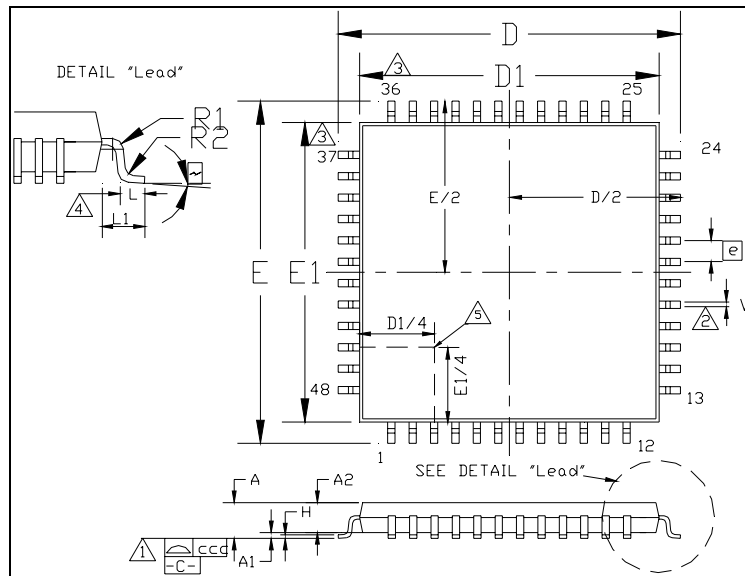 D
DETAIL "Lead"
3
D1
36
25
R1
R2
3
37
24
4
L
L1
E/2
D/2
E
E1
e
D1/4
5
2
E1/4
48
13
1
12
SEE DETAIL "Lead"
A
A2
H
1
ccc
-C-
A1